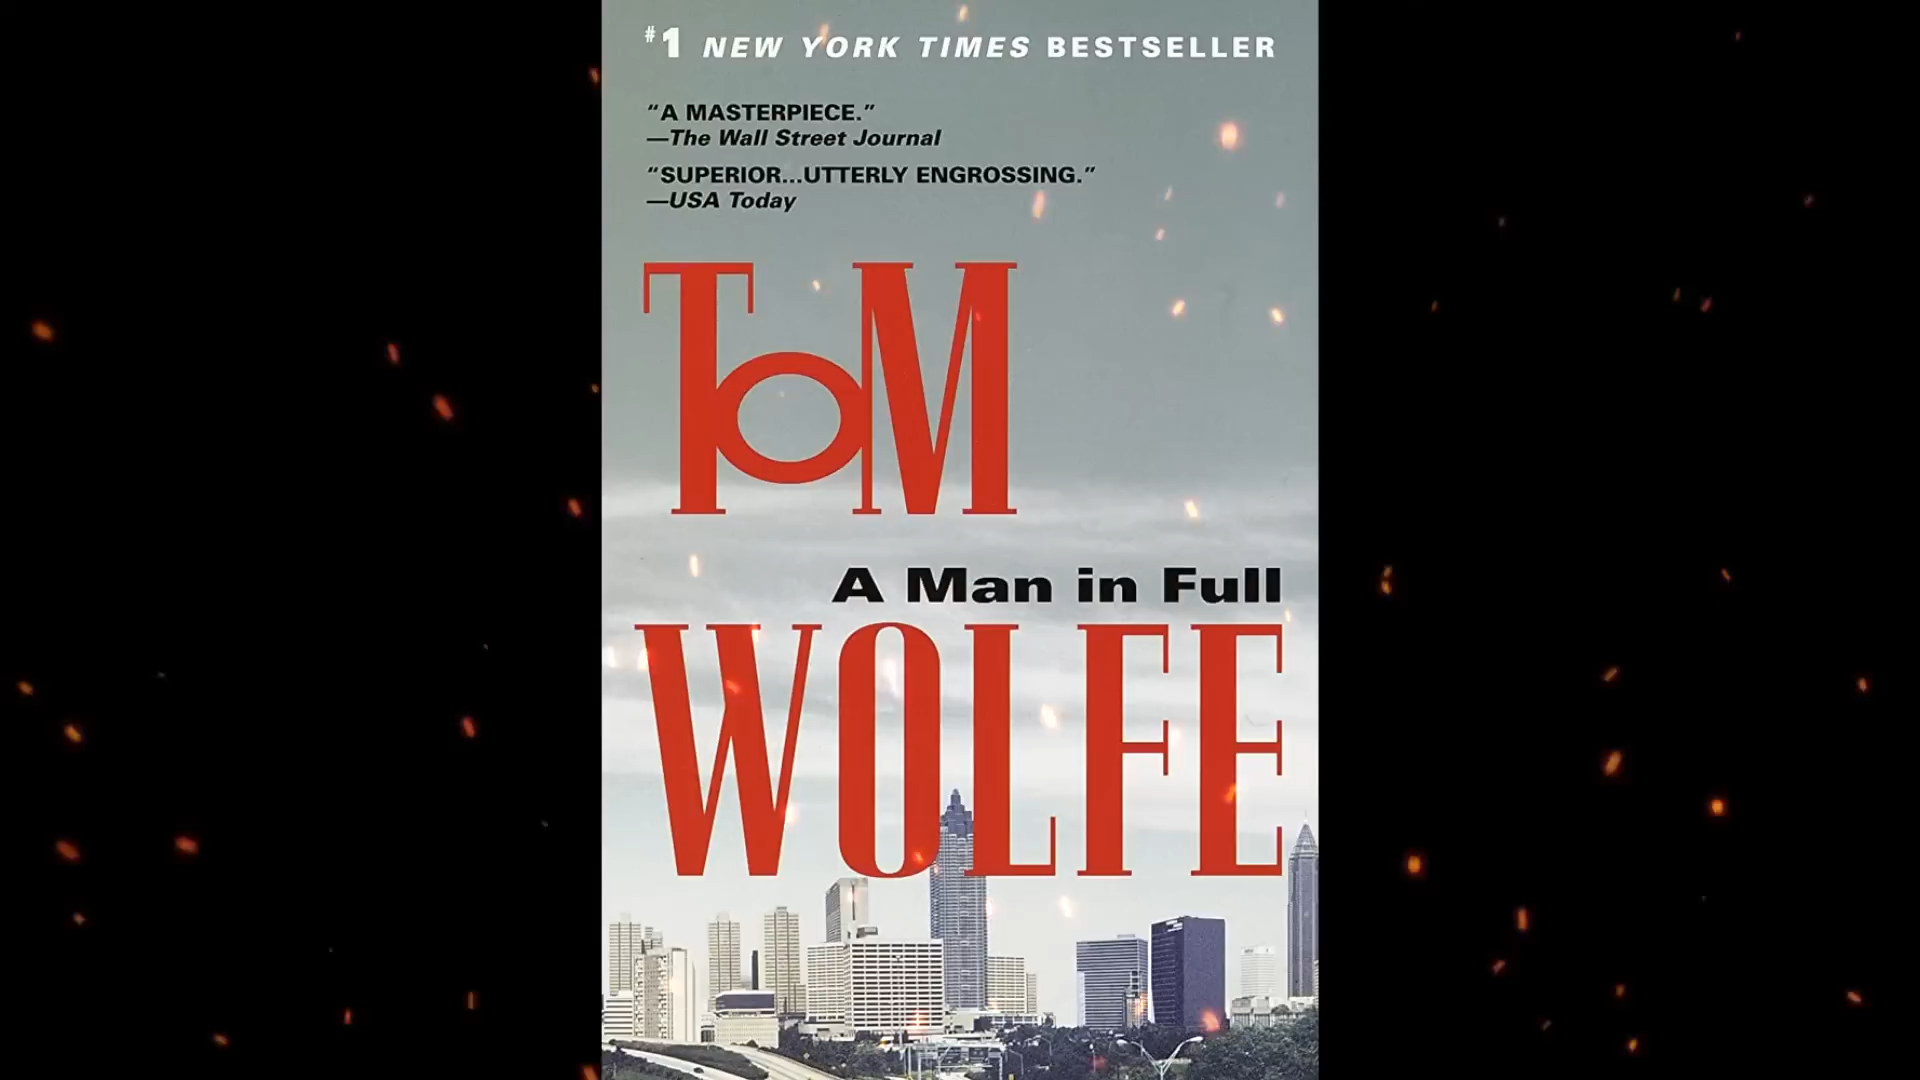 #1 NEW YORK TIMES BESTSELLER
“A MASTERPIECE.”
—The Wall Street Journal
“SUPERIOR...UTTERLY ENGROSSING.”
—USA Today
ToM
A Man in Full
WOLFE